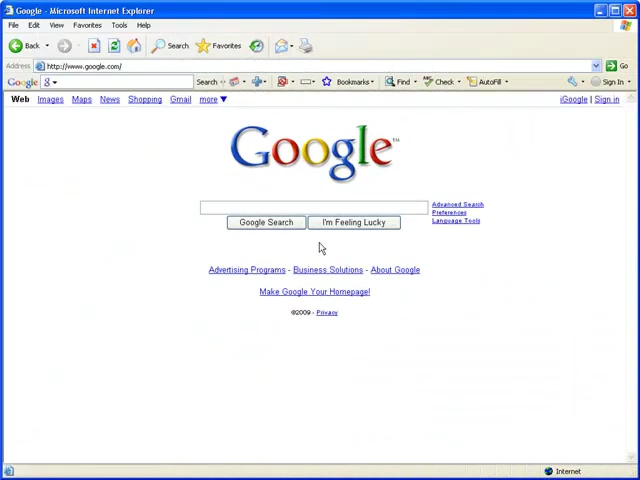 Google - Microsoft Internet Explorer
File Edit View Favorites Tools Help
Back Search Favorites
Address http://www.google.com/ Go
Google g Search Bookmarks Find Check AutoFill Sign In
Web Images Maps News Shopping Gmail more ▼ iGoogle | Sign in
Google™
Advanced Search
Preferences
Language Tools
Google Search I'm Feeling Lucky
Advertising Programs - Business Solutions - About Google
Make Google Your Homepage!
©2009 - Privacy
Internet